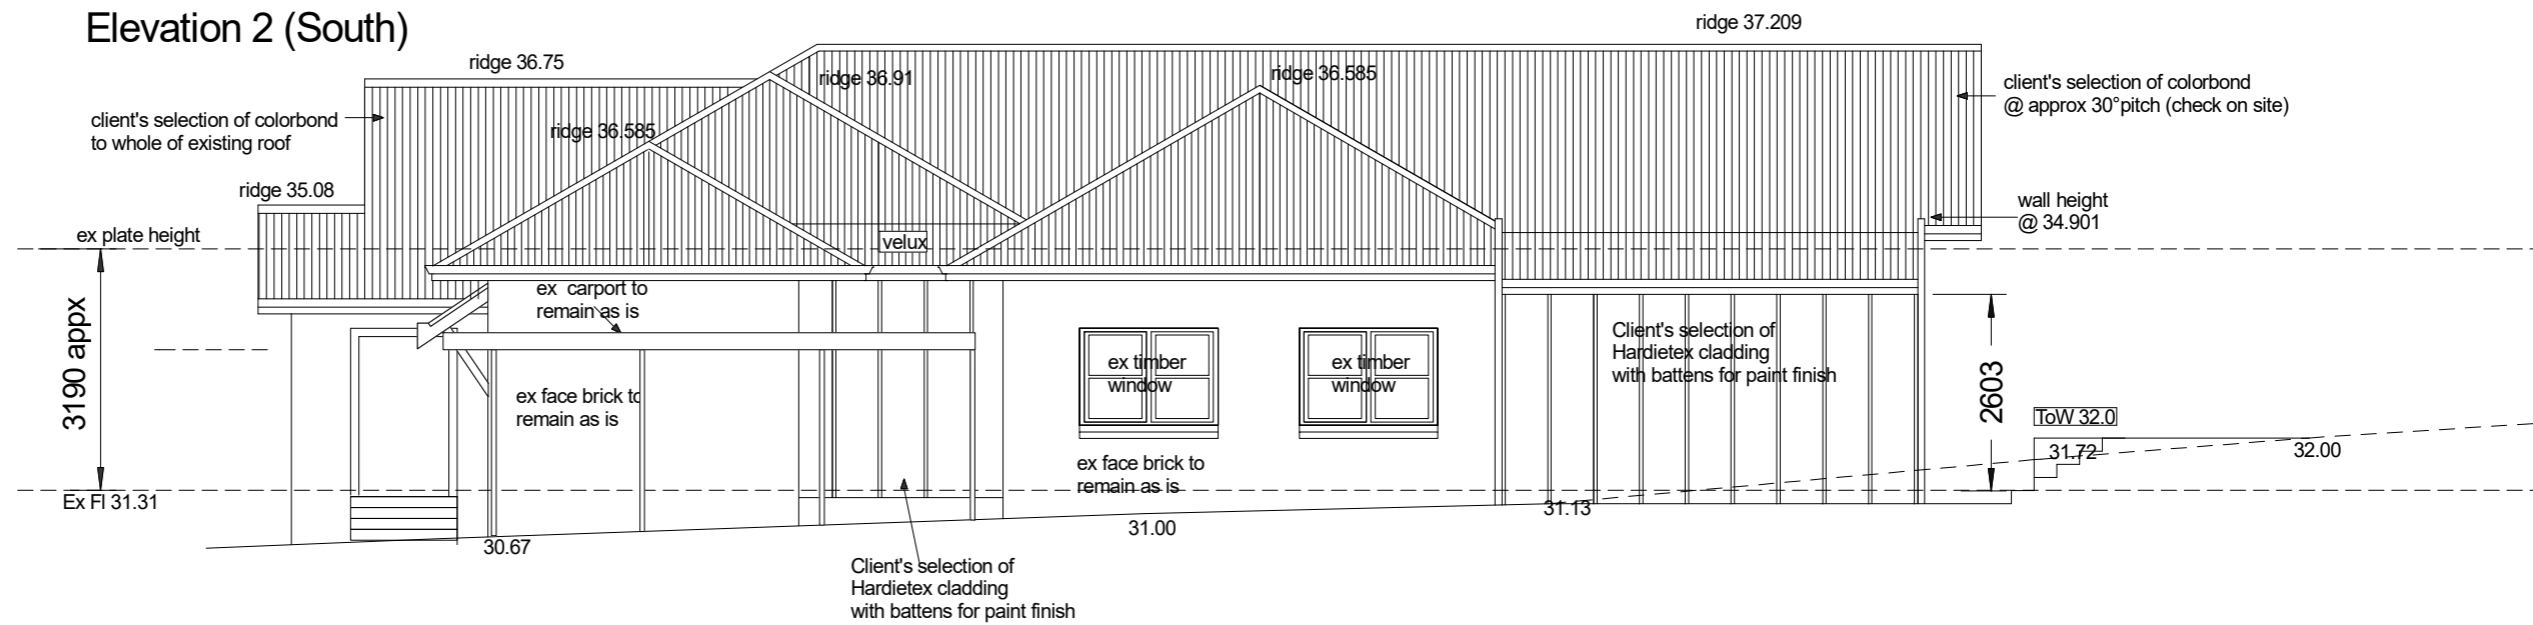 Elevation 2 (South)
ridge 37.209
ridge 36.75
ridge 36.91
ridge 36.585
client's selection of colorbond
@ approx 30°pitch (check on site)
client's selection of colorbond
to whole of existing roof
ridge 36.585
ridge 35.08
wall height
@ 34.901
ex plate height
velux
3190 appx
ex carport to
remain as is
Client's selection of
Hardietex cladding
with battens for paint finish
ex timber
window
ex timber
window
2603
ex face brick to
remain as is
ToW 32.0
31.72
32.00
ex face brick to
remain as is
Ex Fl 31.31
31.13
31.00
30.67
Client's selection of
Hardietex cladding
with battens for paint finish